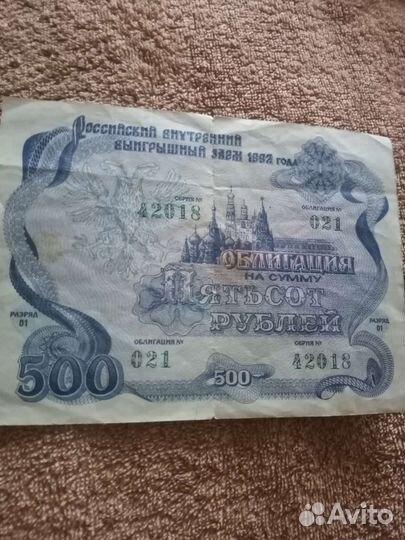 Российский внутренний
выигрышный заем 1992 года
серия №
42018
облигация №
021
Облигация
на сумму
Пятьсот
рублей
разряд
01
разряд
01
500
облигация №
021
500
серия №
42018
Avito